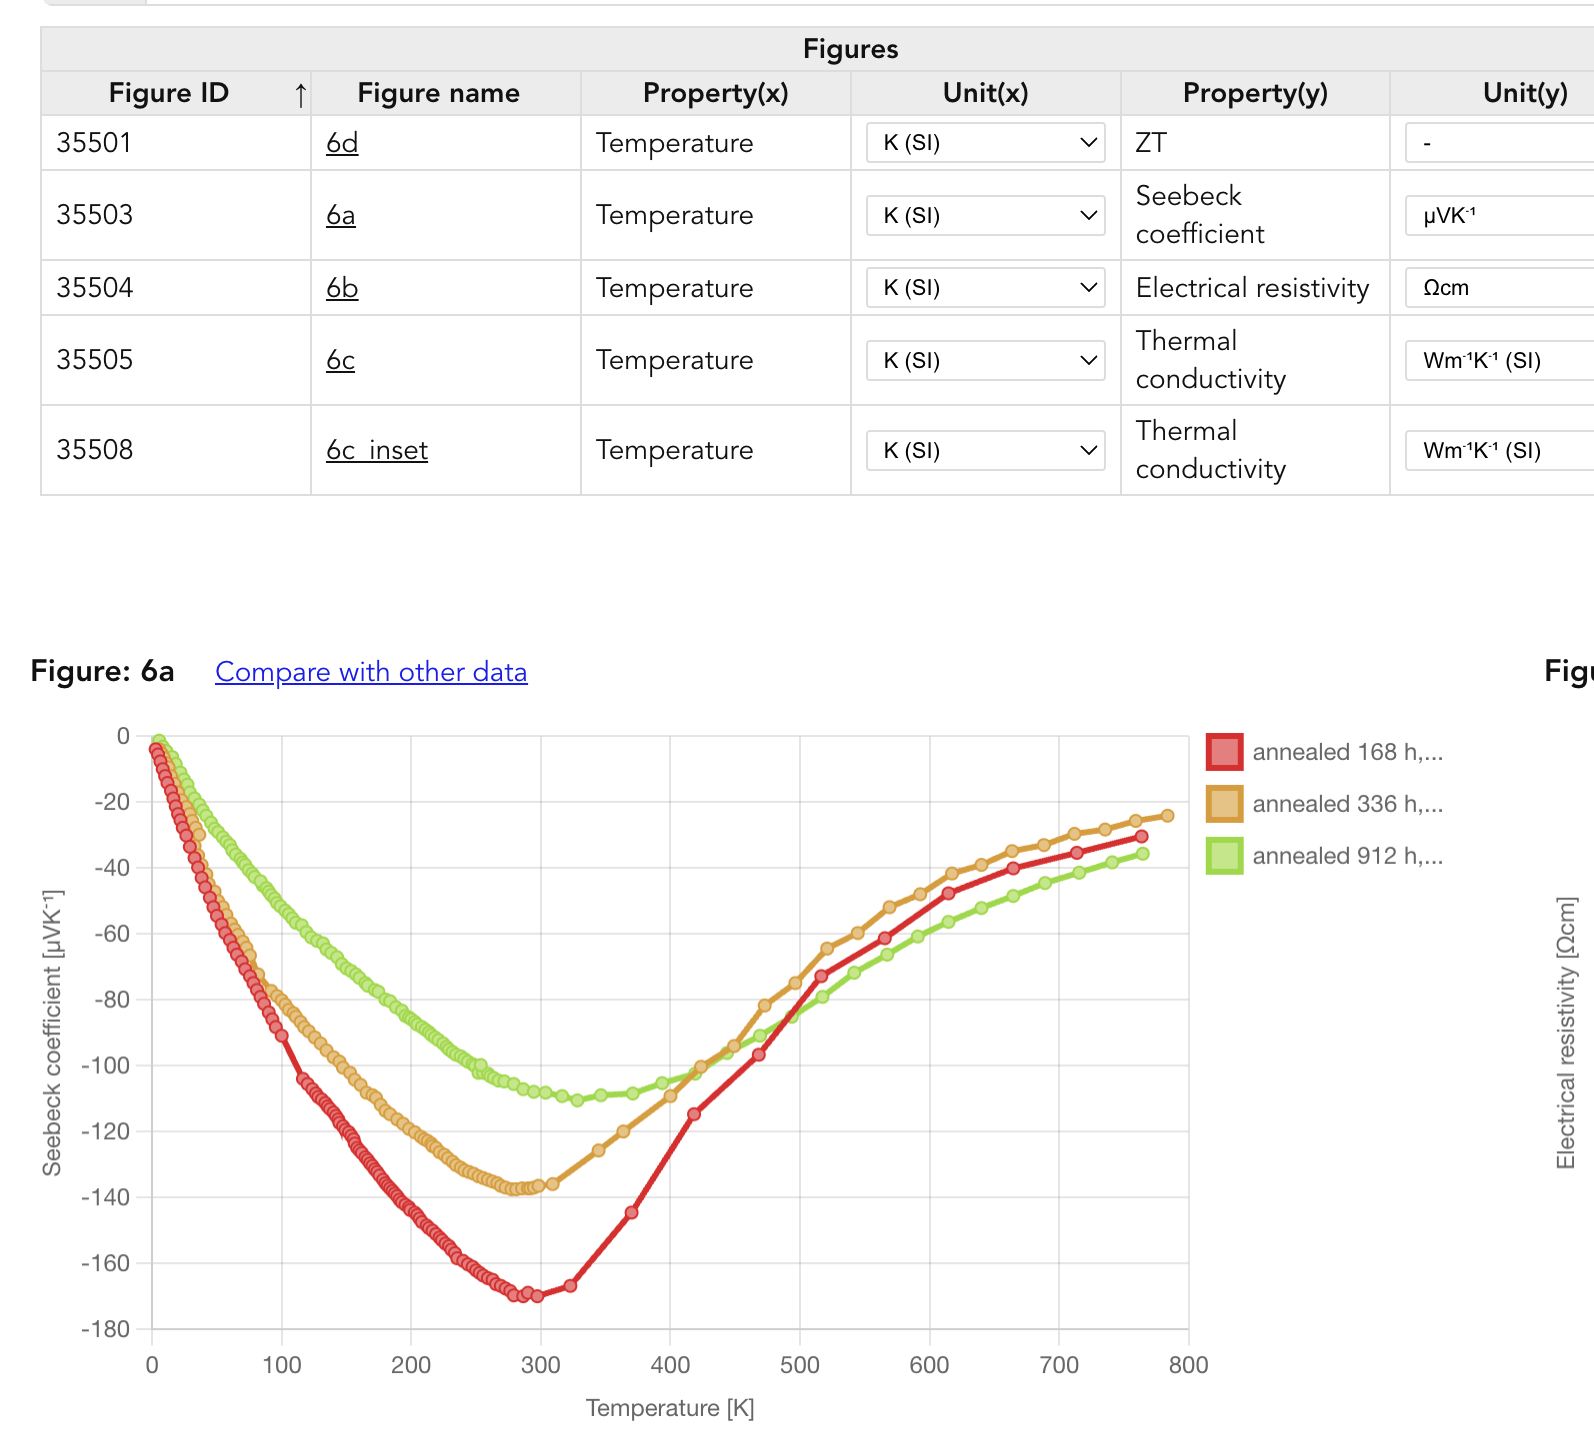 Figures
Figure ID ↑ Figure name Property(x) Unit(x) Property(y) Unit(y)
35501 6d Temperature K (SI) ZT -
35503 6a Temperature K (SI) Seebeck coefficient µVK⁻¹
35504 6b Temperature K (SI) Electrical resistivity Ωcm
35505 6c Temperature K (SI) Thermal conductivity Wm⁻¹K⁻¹ (SI)
35508 6c_inset Temperature K (SI) Thermal conductivity Wm⁻¹K⁻¹ (SI)
Figure: 6a Compare with other data
0
-20
-40
-60
-80
-100
-120
-140
-160
-180
Seebeck coefficient [µVK⁻¹]
0 100 200 300 400 500 600 700 800
Temperature [K]
annealed 168 h,...
annealed 336 h,...
annealed 912 h,...
Electrical resistivity [Ωcm]